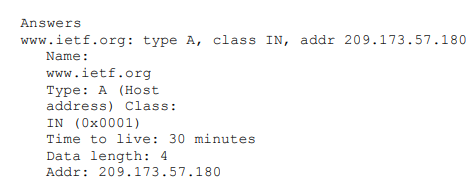 Answers
www.ietf.org: type A, class IN, addr 209.173.57.180
Name:
www.ietf.org
Type: A (Host
address) Class:
IN (0x0001)
Time to live: 30 minutes
Data length: 4
Addr: 209.173.57.180